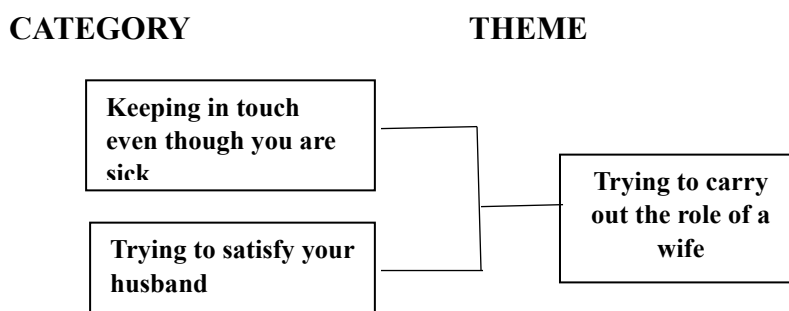 CATEGORY THEME
Keeping in touch
even though you are
sick
Trying to satisfy your
husband
Trying to carry
out the role of a
wife